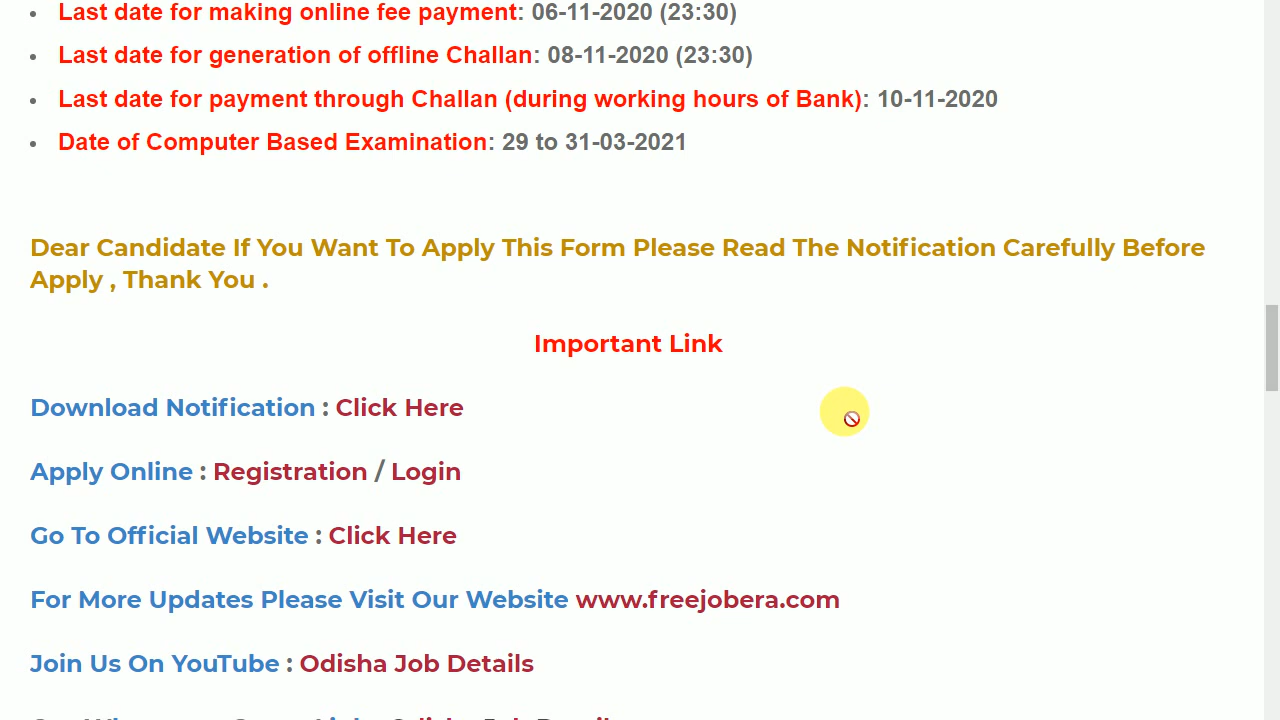 Last date for making online fee payment: 06-11-2020 (23:30)
Last date for generation of offline Challan: 08-11-2020 (23:30)
Last date for payment through Challan (during working hours of Bank): 10-11-2020
Date of Computer Based Examination: 29 to 31-03-2021
Dear Candidate If You Want To Apply This Form Please Read The Notification Carefully Before
Apply , Thank You .
Important Link
Download Notification : Click Here
Apply Online : Registration / Login
Go To Official Website : Click Here
For More Updates Please Visit Our Website www.freejobera.com
Join Us On YouTube : Odisha Job Details